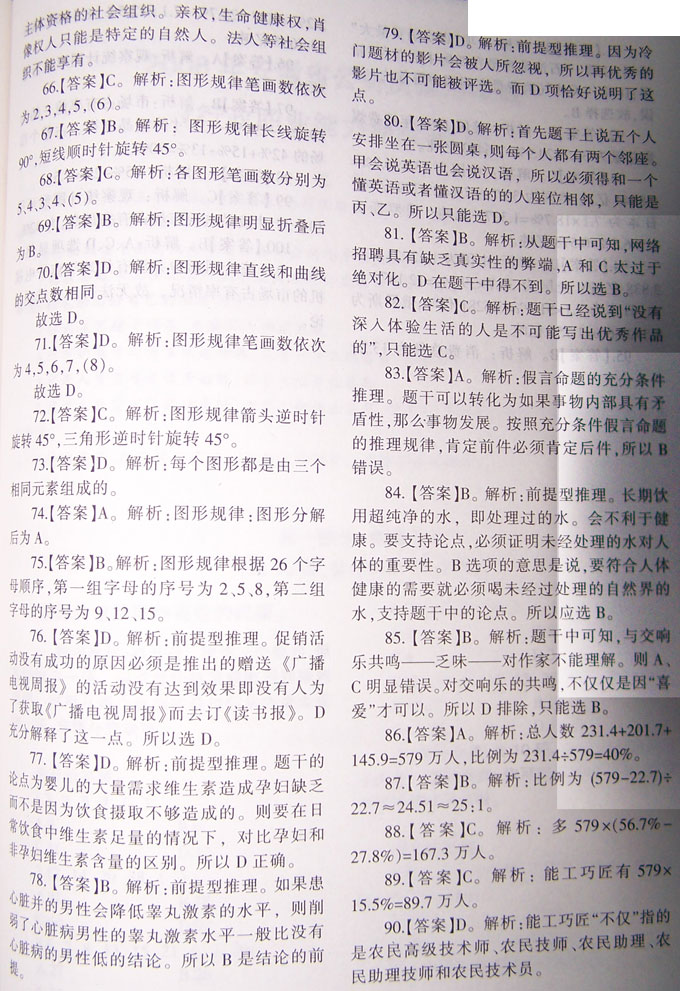 主体资格的社会组织。亲权,生命健康权,肖
像权人只能是特定的自然人。法人等社会组
织不能享有。
66.【答案】C。解析:图形规律笔画数依次
为2,3,4,5,(6)。
67.【答案】B。解析:图形规律长线旋转
90°,短线顺时针旋转45°。
68.【答案】C。解析:各图形笔画数分别为
5,4,3,4,(5)。
69.【答案】B。解析:图形规律明显折叠后
为B。
70.【答案】D。解析:图形规律直线和曲线
的交点数相同。
故选D。
71.【答案】D。解析:图形规律笔画数依次
为4,5,6,7,(8)。
故选D。
72.【答案】C。解析:图形规律箭头逆时针
旋转45°,三角形逆时针旋转45°。
73.【答案】D。解析:每个图形都是由三个
相同元素组成的。
74.【答案】A。解析:图形规律:图形分解
后为A。
75.【答案】B。解析:图形规律根据26个字
母顺序,第一组字母的序号为2、5、8,第二组
字母的序号为9、12、15。
76.【答案】D。解析:前提型推理。促销活
动没有成功的原因必须是推出的赠送《广播
电视周报》的活动没有达到效果即没有人为
了获取《广播电视周报》而去订《读书报》。D
充分解释了这一点。所以选D。
77.【答案】D。解析:前提型推理。题干的
论点为婴儿的大量需求维生素造成孕妇缺乏
而不是因为饮食摄取不够造成的。则要在日
常饮食中维生素足量的情况下,对比孕妇和
非孕妇维生素含量的区别。所以D正确。
78.【答案】B。解析:前提型推理。如果患
心脏并的男性会降低睾丸激素的水平,则削
弱了心脏病男性的睾丸激素水平一般比没有
心脏病的男性低的结论。所以B是结论的前
提。
79.【答案】D。解析:前提型推理。因为冷
门题材的影片会被人所忽视,所以再优秀的
影片也不可能被评选。而D项恰好说明了这
点。
80.【答案】D。解析:首先题干上说五个人
安排坐在一张圆桌,则每个人都有两个邻座。
甲会说英语也会说汉语,所以必须得和一个
懂英语或者懂汉语的的人座位相邻,只能是
丙、乙。所以只能选D。
81.【答案】B。解析:从题干中可知,网络
招聘具有缺乏真实性的弊端,A和C太过于
绝对化。D在题干中得不到。所以选B。
82.【答案】C。解析:题干已经说到“没有
深入体验生活的人是不可能写出优秀作品
的”,只能选C。
83.【答案】A。解析:假言命题的充分条件
推理。题干可以转化为如果事物内部具有矛
盾性,那么事物发展。按照充分条件假言命题
的推理规律,肯定前件必须肯定后件,所以B
错误。
84.【答案】B。解析:前提型推理。长期饮
用超纯净的水,即处理过的水。会不利于健
康。要支持论点,必须证明未经处理的水对人
体的重要性。B选项的意思是说,要符合人体
健康的需要就必须喝未经过处理的自然界的
水,支持题干中的论点。所以应选B。
85.【答案】B。解析:题干中可知,与交响
乐共鸣——乏味——对作家不能理解。则A、
C明显错误。对交响乐的共鸣,不仅仅是因“喜
爱”才可以。所以D排除,只能选B。
86.【答案】A。解析:总人数231.4+201.7+
145.9=579万人,比例为231.4÷579=40%。
87.【答案】B。解析:比例为(579-22.7)÷
22.7≈24.51≈25:1。
88.【答案】C。解析:多579×(56.7%-
27.8%)=167.3万人。
89.【答案】C。解析:能工巧匠有579×
15.5%=89.7万人。
90.【答案】D。解析:能工巧匠“不仅”指的
是农民高级技术师、农民技师、农民助理、农
民助理技师和农民技术员。